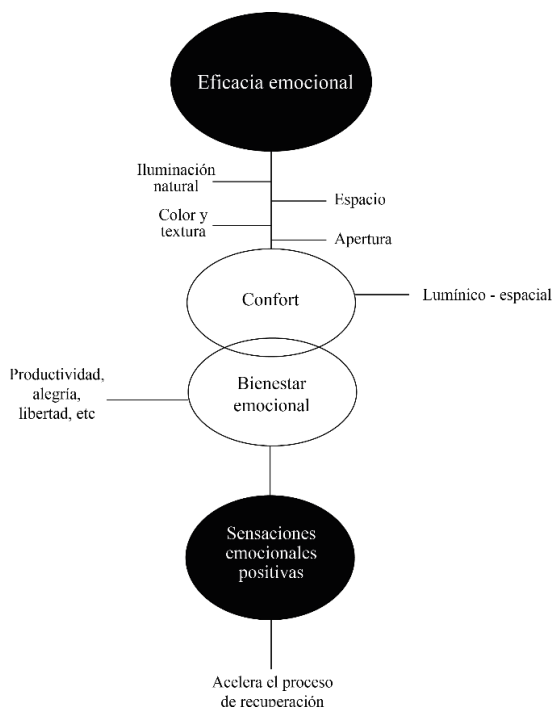 Eficacia emocional
Iluminación
natural
Espacio
Color y
textura
Apertura
Confort
Lumínico - espacial
Productividad,
alegría,
libertad, etc
Bienestar
emocional
Sensaciones
emocionales
positivas
Acelera el proceso
de recuperación